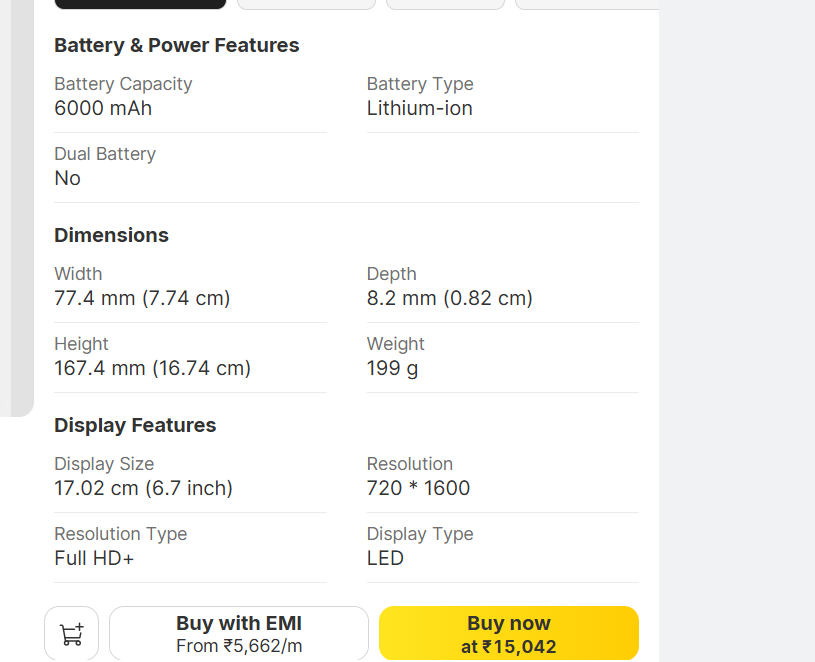 Battery & Power Features
Battery Capacity
6000 mAh
Battery Type
Lithium-ion
Dual Battery
No
Dimensions
Width
77.4 mm (7.74 cm)
Depth
8.2 mm (0.82 cm)
Height
167.4 mm (16.74 cm)
Weight
199 g
Display Features
Display Size
17.02 cm (6.7 inch)
Resolution
720 * 1600
Resolution Type
Full HD+
Display Type
LED
Buy with EMI
From ₹5,662/m
Buy now
at ₹15,042